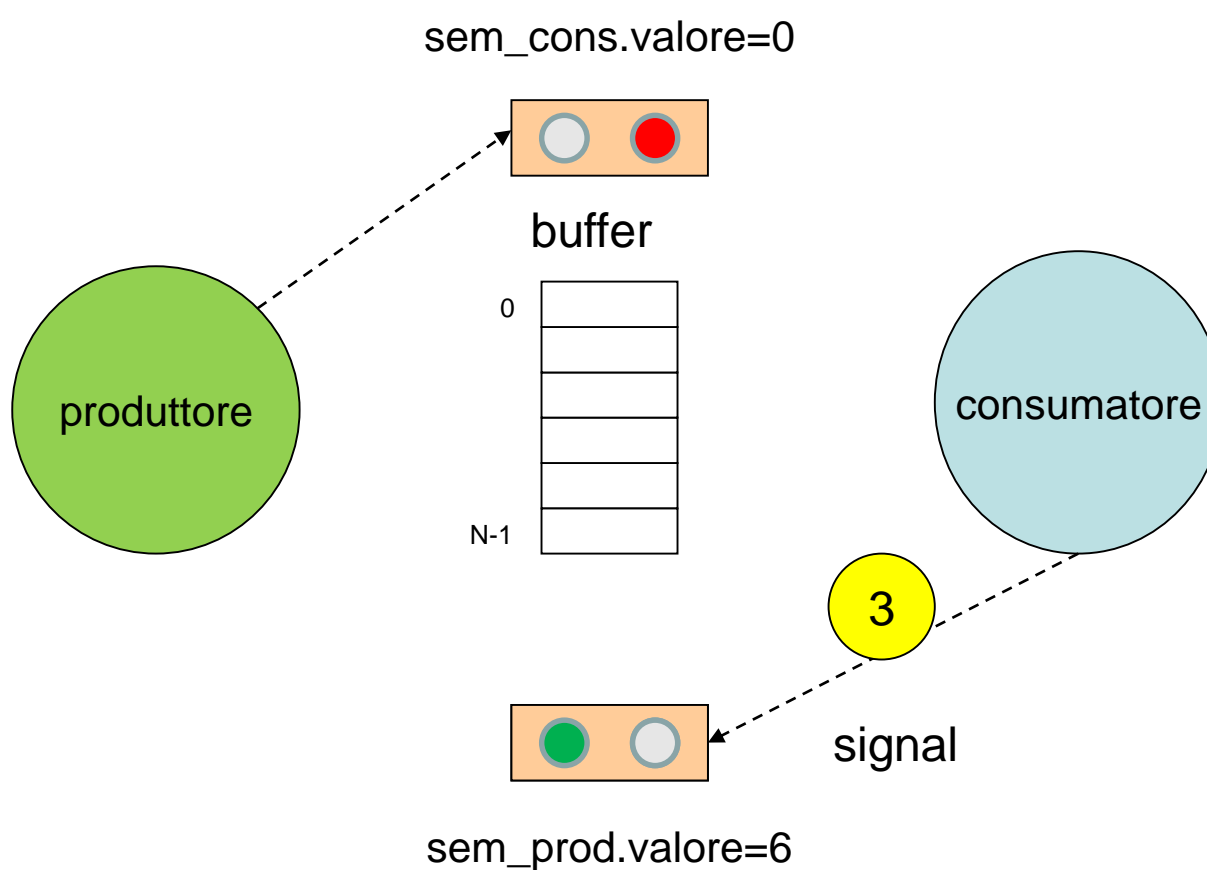 sem_cons.valore=0
buffer
0
produttore
consumatore
N-1
3
signal
sem_prod.valore=6